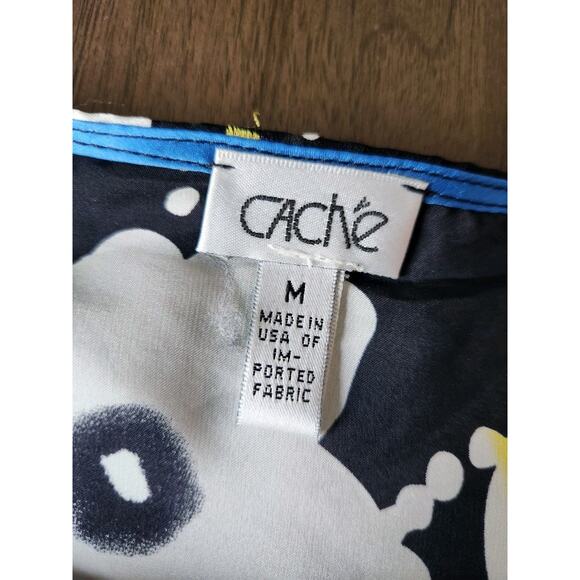 CAChé
M
MADE IN
USA OF
IM-
PORTED
FABRIC